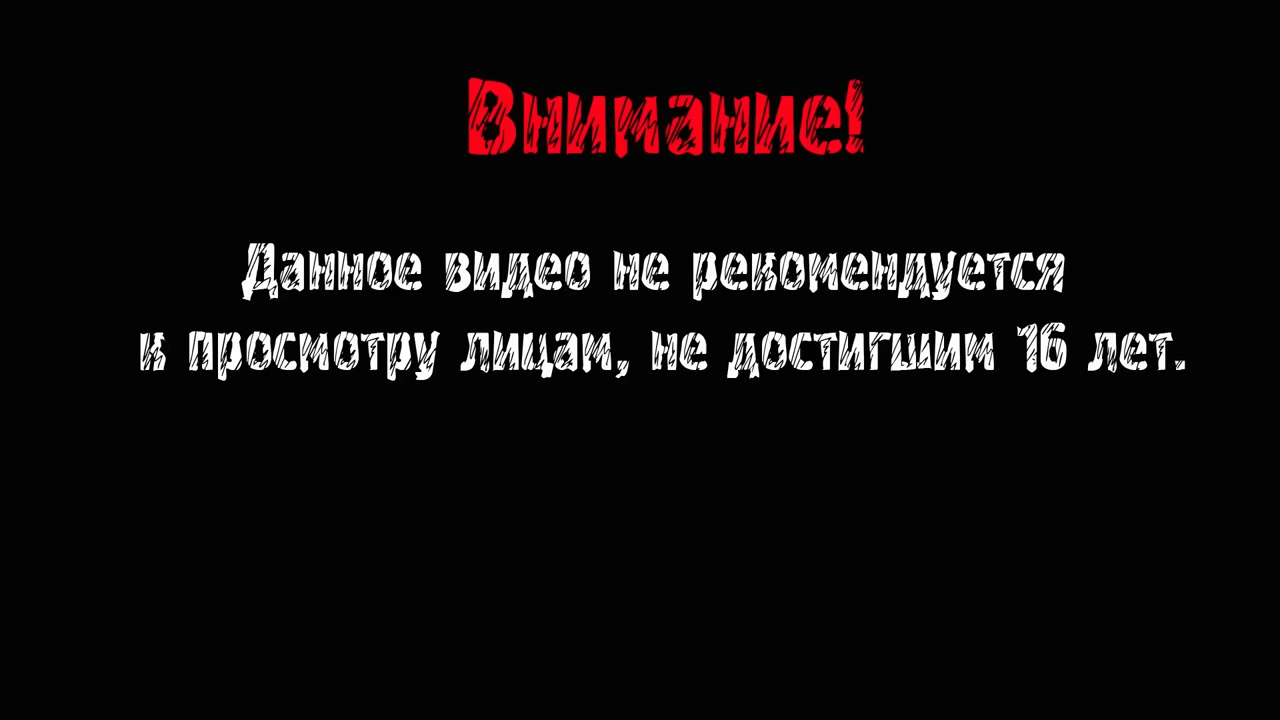 Внимание!
Данное видео не рекомендуется
к просмотру лицам, не достигшим 16 лет.